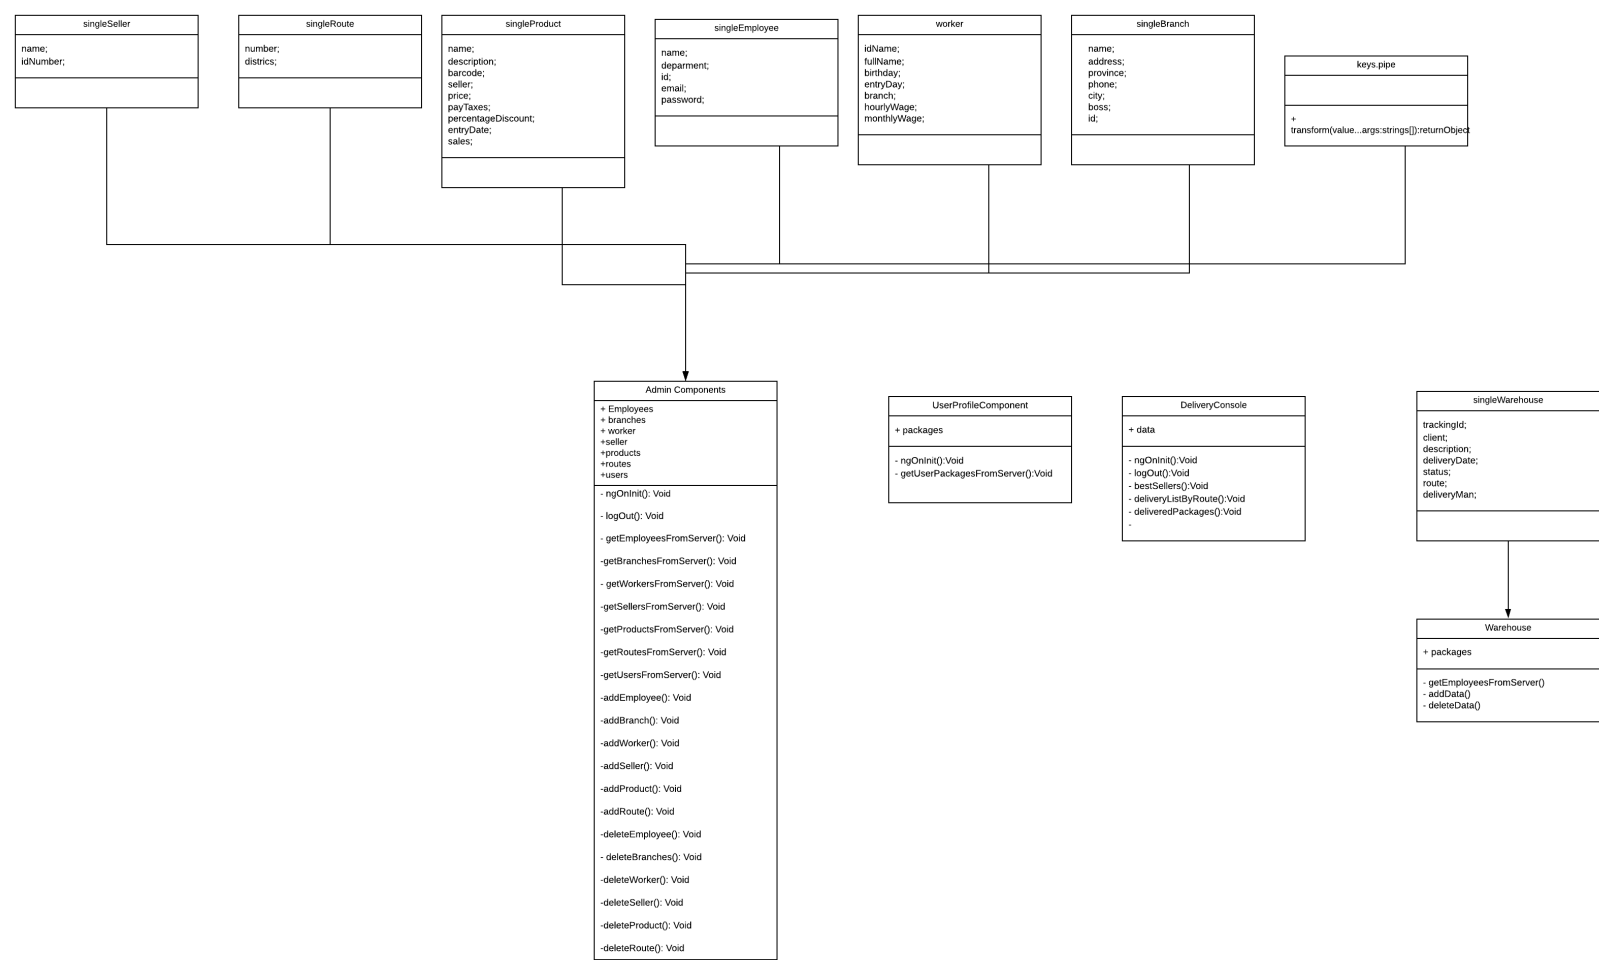 singleSeller
name;
idNumber;
singleRoute
number;
districs;
singleProduct
name;
description;
barcode;
seller;
price;
payTaxes;
percentageDiscount;
entryDate;
sales;
singleEmployee
name;
deparment;
id;
email;
password;
worker
idName;
fullName;
birthday;
entryDay;
branch;
hourlyWage;
monthlyWage;
singleBranch
name;
address;
province;
phone;
city;
boss;
id;
keys.pipe
+
transform(value...args:strings[]):returnObject
Admin Components
+ Employees
+ branches
+ worker
+seller
+products
+routes
+users
- ngOnInit(): Void
- logOut(): Void
- getEmployeesFromServer(): Void
-getBranchesFromServer(): Void
- getWorkersFromServer(): Void
-getSellersFromServer(): Void
-getProductsFromServer(): Void
-getRoutesFromServer(): Void
-getUsersFromServer(): Void
-addEmployee(): Void
-addBranch(): Void
-addWorker(): Void
-addSeller(): Void
-addProduct(): Void
-addRoute(): Void
-deleteEmployee(): Void
- deleteBranches(): Void
-deleteWorker(): Void
-deleteSeller(): Void
-deleteProduct(): Void
-deleteRoute(): Void
UserProfileComponent
+ packages
- ngOnInit():Void
- getUserPackagesFromServer():Void
DeliveryConsole
+ data
- ngOnInit():Void
- logOut():Void
- bestSellers():Void
- deliveryListByRoute():Void
- deliveredPackages():Void
-
singleWarehouse
trackingId;
client;
description;
deliveryDate;
status;
route;
deliveryMan;
Warehouse
+ packages
- getEmployeesFromServer()
- addData()
- deleteData()